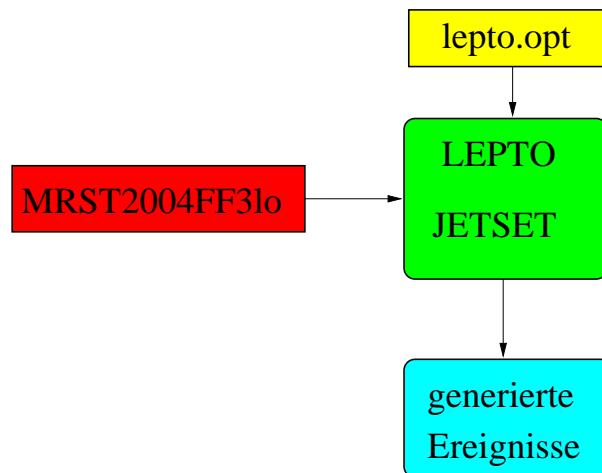 lepto.opt
LEPTO
JETSET
MRST2004FF3lo
generierte
Ereignisse